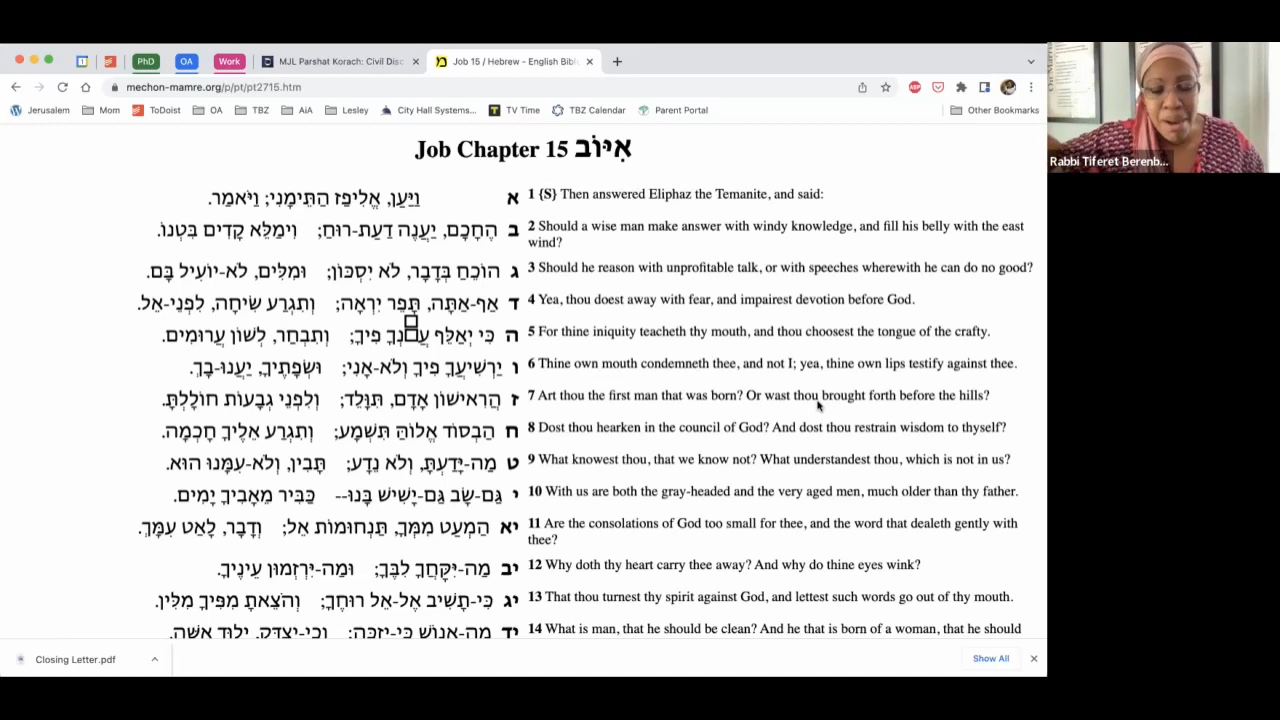 PhD
OA
Work
MJL Parshat Korach, Civil Disc
Job 15 / Hebrew - English Bibl
mechon-mamre.org/p/pt/pt2715.htm
Jerusalem Mom ToDoist OA TBZ AiA Lesley City Hall Systems... TV Time TBZ Calendar Parent Portal Other Bookmarks
Rabbi Tiferet Berenb...
Job Chapter 15 אִיּוֹב
א וַיַּעַן, אֱלִיפַז הַתֵּימָנִי; וַיֹּאמַר.
1 {S} Then answered Eliphaz the Temanite, and said:
ב הֶחָכָם, יַעֲנֶה דַעַת-רוּחַ; וִימַלֵּא קָדִים בִּטְנוֹ.
2 Should a wise man make answer with windy knowledge, and fill his belly with the east
wind?
ג הוֹכֵחַ בְּדָבָר, לֹא יִסְכּוֹן; וּמִלִּים, לֹא-יוֹעִיל בָּם.
3 Should he reason with unprofitable talk, or with speeches wherewith he can do no good?
ד אַף-אַתָּה, תָּפֵר יִרְאָה; וְתִגְרַע שִׂיחָה, לִפְנֵי-אֵל.
4 Yea, thou doest away with fear, and impairest devotion before God.
ה כִּי יְאַלֵּף פִיךָ; וְתִבְחַר, לְשׁוֹן עֲרוּמִים.
5 For thine iniquity teacheth thy mouth, and thou choosest the tongue of the crafty.
ו יַרְשִׁיעֲךָ פִיךָ וְלֹא-אָנִי; וּשְׂפָתֶיךָ, יַעֲנוּ-בָךְ.
6 Thine own mouth condemneth thee, and not I; yea, thine own lips testify against thee.
ז הֲרִאישׁוֹן אָדָם, תִּוָּלֵד; וְלִפְנֵי גְבָעוֹת חוֹלָלְתָּ.
7 Art thou the first man that was born? Or wast thou brought forth before the hills?
ח הַבְסוֹד אֱלוֹהַּ תִּשְׁמָע; וְתִגְרַע אֵלֶיךָ חָכְמָה.
8 Dost thou hearken in the council of God? And dost thou restrain wisdom to thyself?
ט מַה-יָּדַעְתָּ, וְלֹא נֵדָע; תָּבִין, וְלֹא-עִמָּנוּ הוּא.
9 What knowest thou, that we know not? What understandest thou, which is not in us?
י גַּם-שָׂב גַּם-יָשִׁישׁ בָּנוּ-- כַּבִּיר מֵאָבִיךָ יָמִים.
10 With us are both the gray-headed and the very aged men, much older than thy father.
יא הַמְעַט מִמְּךָ, תַּנְחוּמוֹת אֵל; וְדָבָר, לָאַט עִמָּךְ.
11 Are the consolations of God too small for thee, and the word that dealeth gently with
thee?
יב מַה-יִּקָּחֲךָ לִבֶּךָ; וּמַה-יִּרְזְמוּן עֵינֶיךָ.
12 Why doth thy heart carry thee away? And why do thine eyes wink?
יג כִּי-תָשִׁיב אֶל-אֵל רוּחֶךָ; וְהֹצֵאתָ מִפִּיךָ מִלִּין.
13 That thou turnest thy spirit against God, and lettest such words go out of thy mouth.
יד מָה-אֱנוֹשׁ כִּי-יִזְכֶּה; וְכִי-יִצְדַּק, יְלוּד אִשָּׁה.
14 What is man, that he should be clean? And he that is born of a woman, that he should
Closing Letter.pdf
Show All